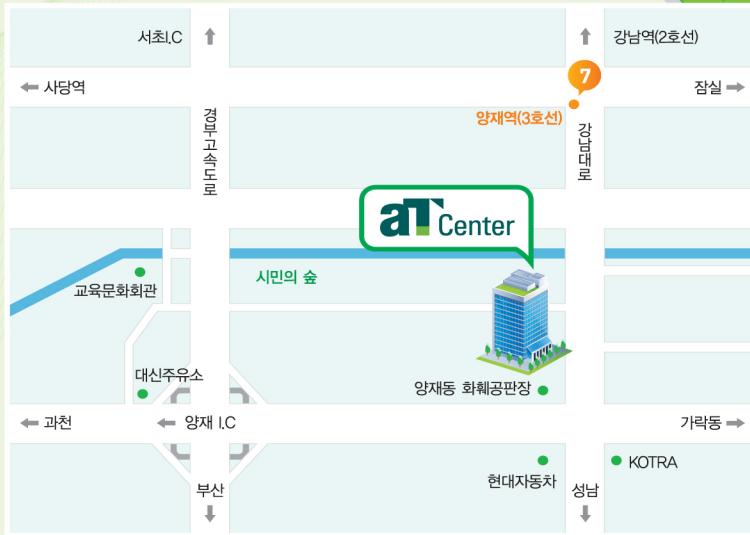 서초I.C
강남역(2호선)
7
사당역
잠실
양재역(3호선)
경부고속도로
강남대로
aT Center
시민의 숲
교육문화회관
대신주유소
양재동 화훼공판장
과천
양재 I.C
가락동
현대자동차
KOTRA
부산
성남